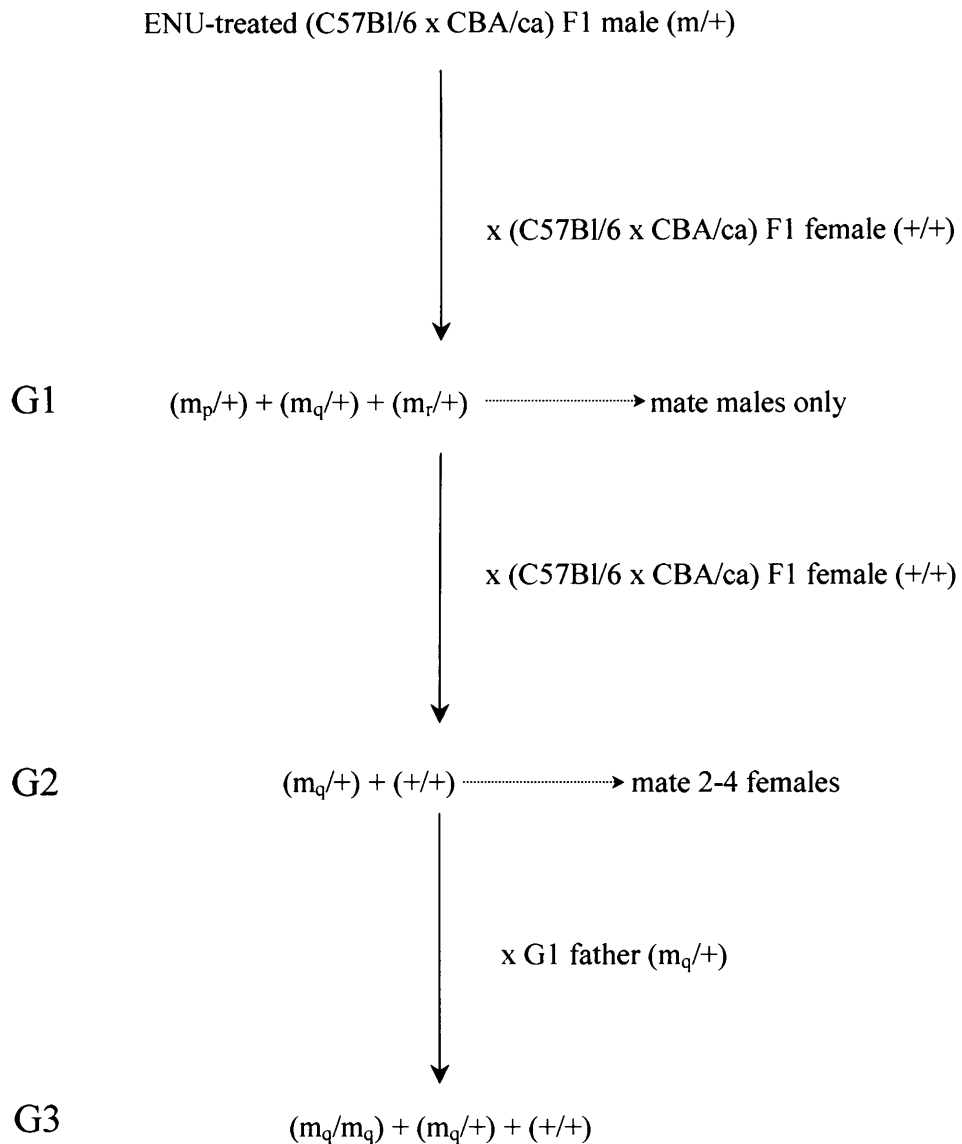 ENU-treated (C57Bl/6 x CBA/ca) F1 male (m/+)
x (C57Bl/6 x CBA/ca) F1 female (+/+)
G1 (mp/+) + (mq/+) + (mr/+) mate males only
x (C57Bl/6 x CBA/ca) F1 female (+/+)
G2 (mq/+) + (+/+) mate 2-4 females
x G1 father (mq/+)
G3 (mq/mq) + (mq/+) + (+/+)